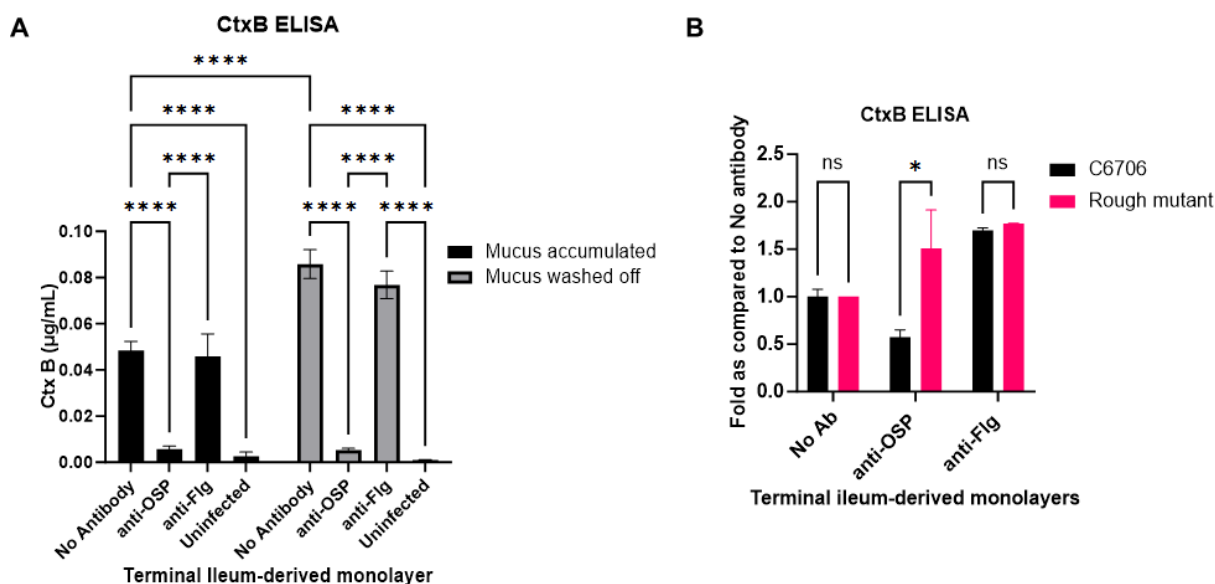 A
CtxB ELISA
****
****
****
****
****
****
****
****
****
0.10
0.08
0.06
0.04
0.02
0.00
Ctx B (µg/mL)
Mucus accumulated
Mucus washed off
No Antibody
anti-OSP
anti-Flg
Uninfected
No Antibody
anti-OSP
anti-Flg
Uninfected
Terminal Ileum-derived monolayer
B
CtxB ELISA
2.5
2.0
1.5
1.0
0.5
0.0
Fold as compared to No antibody
ns
*
ns
C6706
Rough mutant
No Ab
anti-OSP
anti-Flg
Terminal ileum-derived monolayers